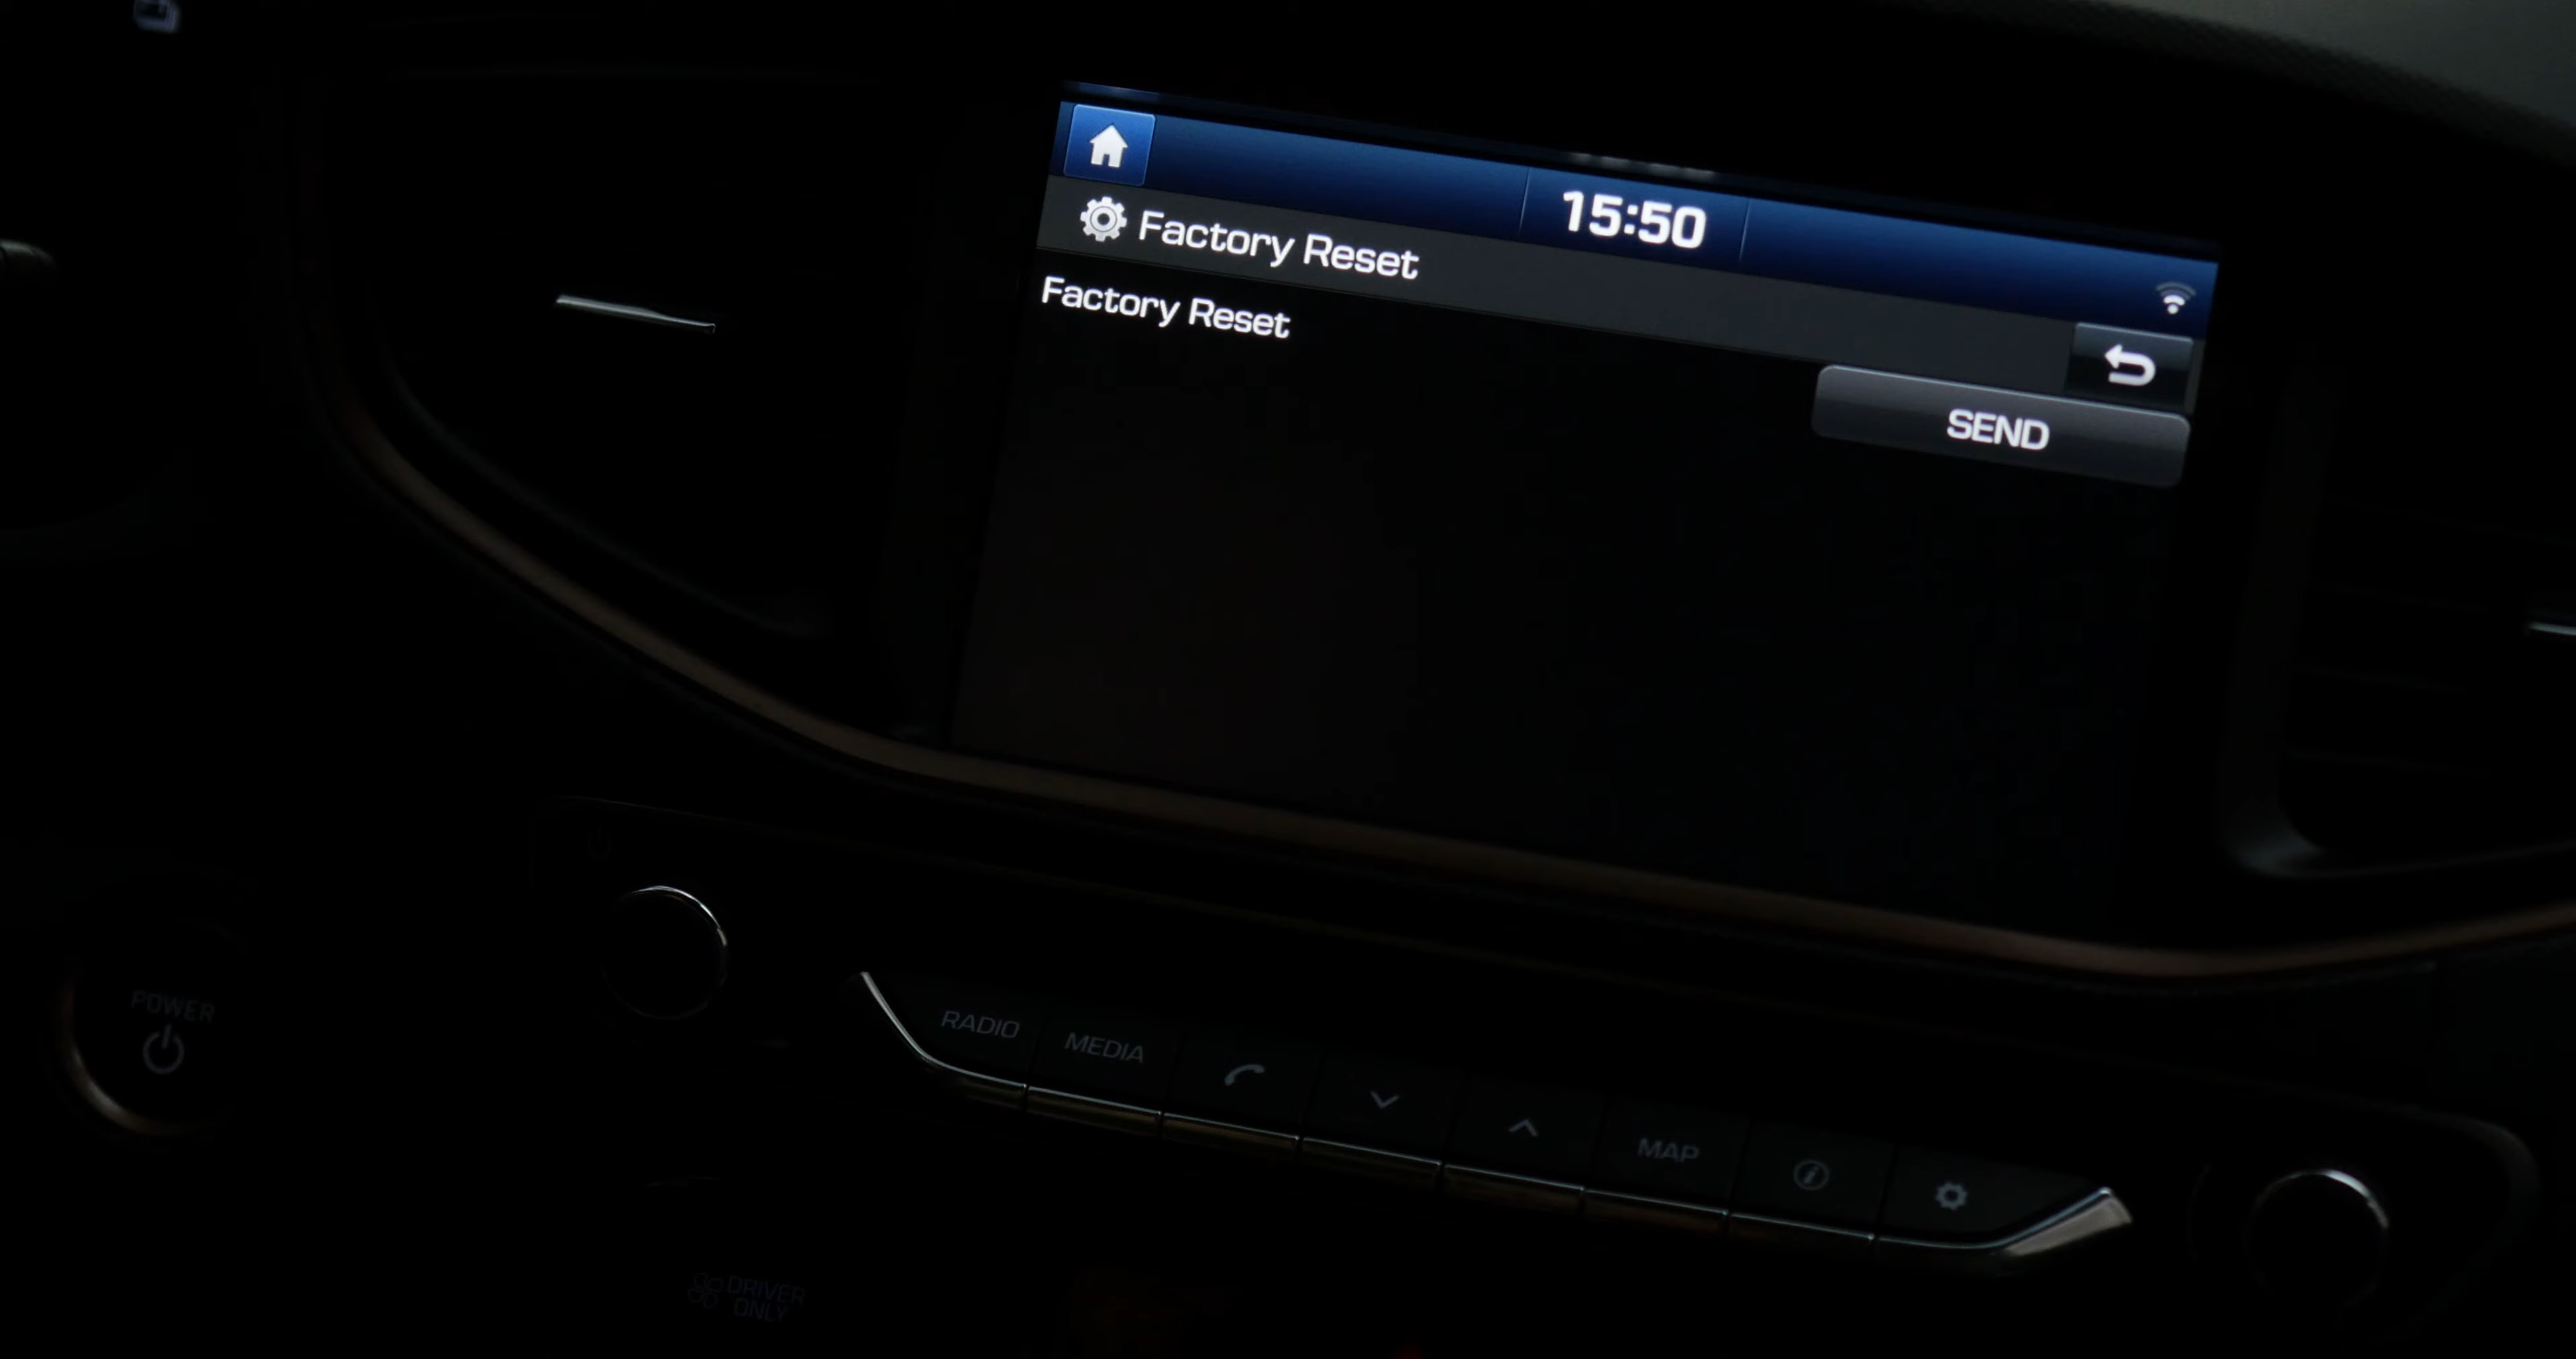 15:50
Factory Reset
Factory Reset
SEND
POWER
RADIO
MEDIA
MAP
DRIVER
ONLY